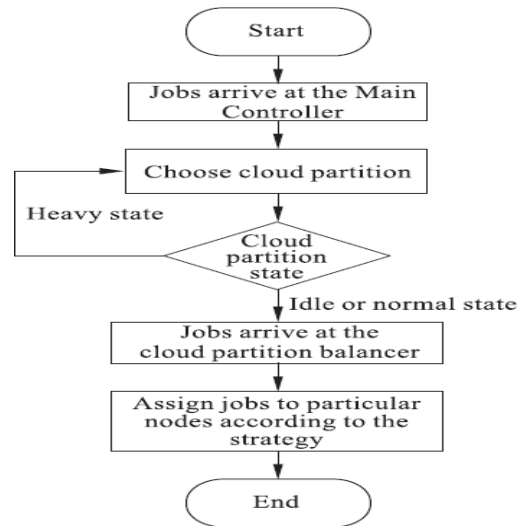 Start
Jobs arrive at the Main
Controller
Choose cloud partition
Heavy state
Cloud
partition
state
Idle or normal state
Jobs arrive at the
cloud partition balancer
Assign jobs to particular
nodes according to the
strategy
End